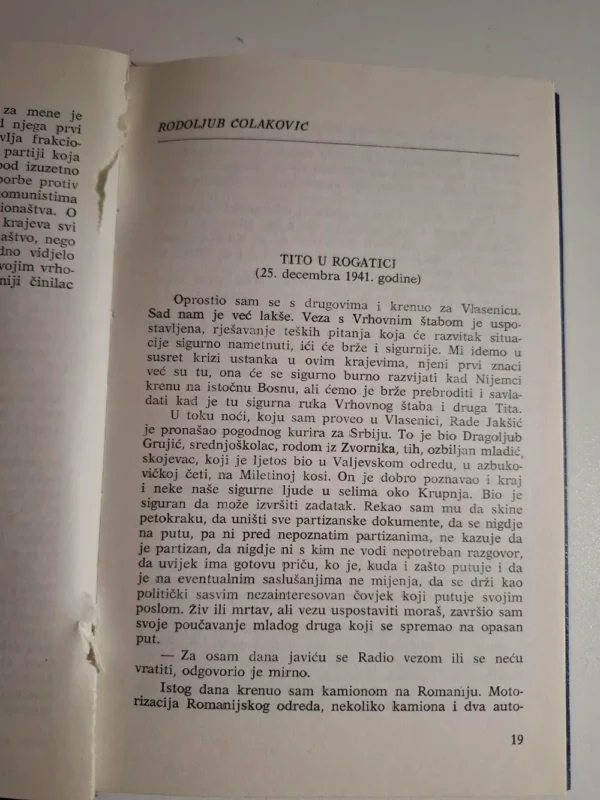 za mene je
d njega prvi
vlja frakcio-
partiji koja
pod izuzetno
orbe protiv
omunistima
ionaštva. O
krajeva svi
aštvo, nego
dno vidjelo
vojim vrho-
niji činilac
RODOLJUB ČOLAKOVIĆ
TITO U ROGATICI
(25. decembra 1941. godine)
Oprostio sam se s drugovima i krenuo za Vlasenicu.
Sad nam je već lakše. Veza s Vrhovnim štabom je uspo-
stavljena, rješavanje teških pitanja koja će razvitak situa-
cije sigurno nametnuti, ići će brže i sigurnije. Mi idemo u
susret krizi ustanka u ovim krajevima, njeni prvi znaci
već su tu, ona će se sigurno burno razvijati kad Nijemci
krenu na istočnu Bosnu, ali ćemo je brže prebroditi i savla-
dati kad je tu sigurna ruka Vrhovnog štaba i druga Tita.
U toku noći, koju sam proveo u Vlasenici, Rade Jakšić
je pronašao pogodnog kurira za Srbiju. To je bio Dragoljub
Grujić, srednjoškolac, rodom iz Zvornika, tih, ozbiljan mladić,
skojevac, koji je ljetos bio u Valjevskom odredu, u azbuko-
vičkoj četi, na Miletinoj kosi. On je dobro poznavao i kraj
i neke naše sigurne ljude u selima oko Krupnja. Bio je
siguran da može izvršiti zadatak. Rekao sam mu da skine
petokraku, da uništi sve partizanske dokumente, da se nigdje
na putu, pa ni pred nepoznatim partizanima, ne kazuje da
je partizan, da nigdje ni s kim ne vodi nepotreban razgovor,
da uvijek ima gotovu priču, ko je, kuda i zašto putuje i da
je na eventualnim saslušanjima ne mijenja, da se drži kao
politički sasvim nezainteresovan čovjek koji putuje svojim
poslom. Živ ili mrtav, ali vezu uspostaviti moraš, završio sam
svoje poučavanje mladog druga koji se spremao na opasan
put.
— Za osam dana javiću se Radio vezom ili se neću
vratiti, odgovorio je mirno.
Istog dana krenuo sam kamionom na Romaniju. Moto-
rizacija Romanijskog odreda, nekoliko kamiona i dva auto-
19